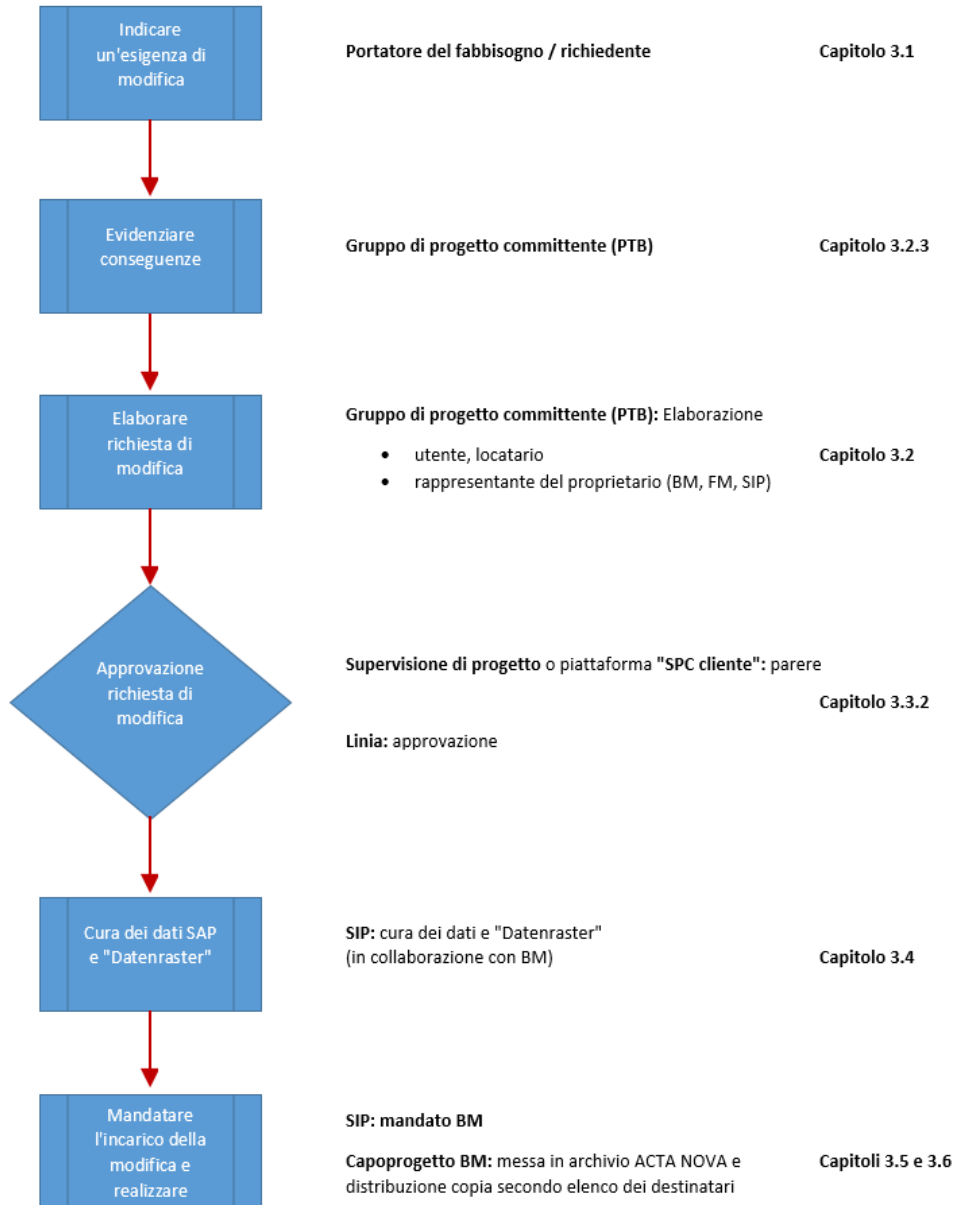 Indicare
un'esigenza di
modifica
Portatore del fabbisogno / richiedente
Capitolo 3.1
Evidenziare
conseguenze
Gruppo di progetto committente (PTB)
Capitolo 3.2.3
Elaborare
richiesta di
modifica
Gruppo di progetto committente (PTB): Elaborazione
• utente, locatario
• rappresentante del proprietario (BM, FM, SIP)
Capitolo 3.2
Approvazione
richiesta di
modifica
Supervisione di progetto o piattaforma "SPC cliente": parere
Capitolo 3.3.2
Linia: approvazione
Cura dei dati SAP
e "Datenraster"
SIP: cura dei dati e "Datenraster"
(in collaborazione con BM)
Capitolo 3.4
Mandatare
l'incarico della
modifica e
realizzare
SIP: mandato BM
Capoprogetto BM: messa in archivio ACTA NOVA e
distribuzione copia secondo elenco dei destinatari
Capitoli 3.5 e 3.6